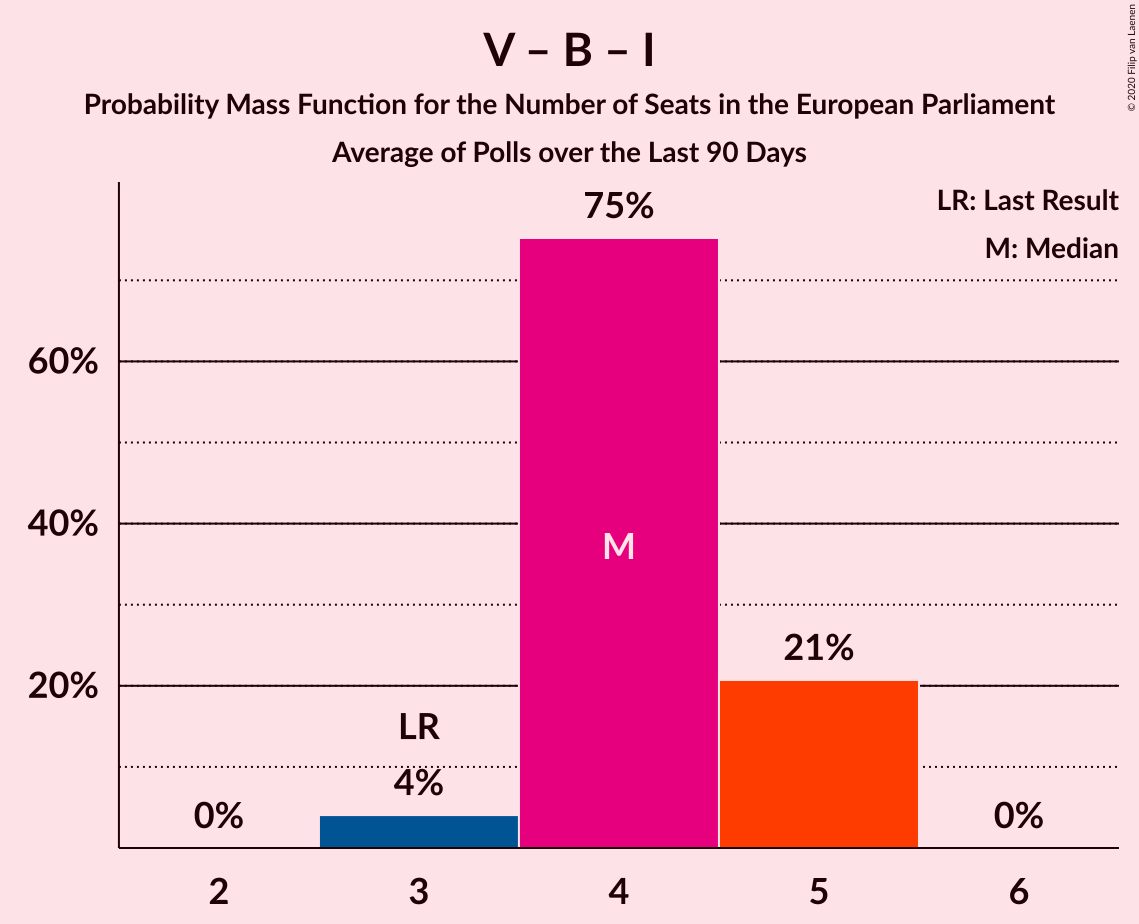 V – B – I
Probability Mass Function for the Number of Seats in the European Parliament
Average of Polls over the Last 90 Days
© 2020 Filip van Laenen
LR: Last Result
M: Median
75%
60%
40%
M
21%
20%
LR
4%
0%
0%
2
3
4
5
6